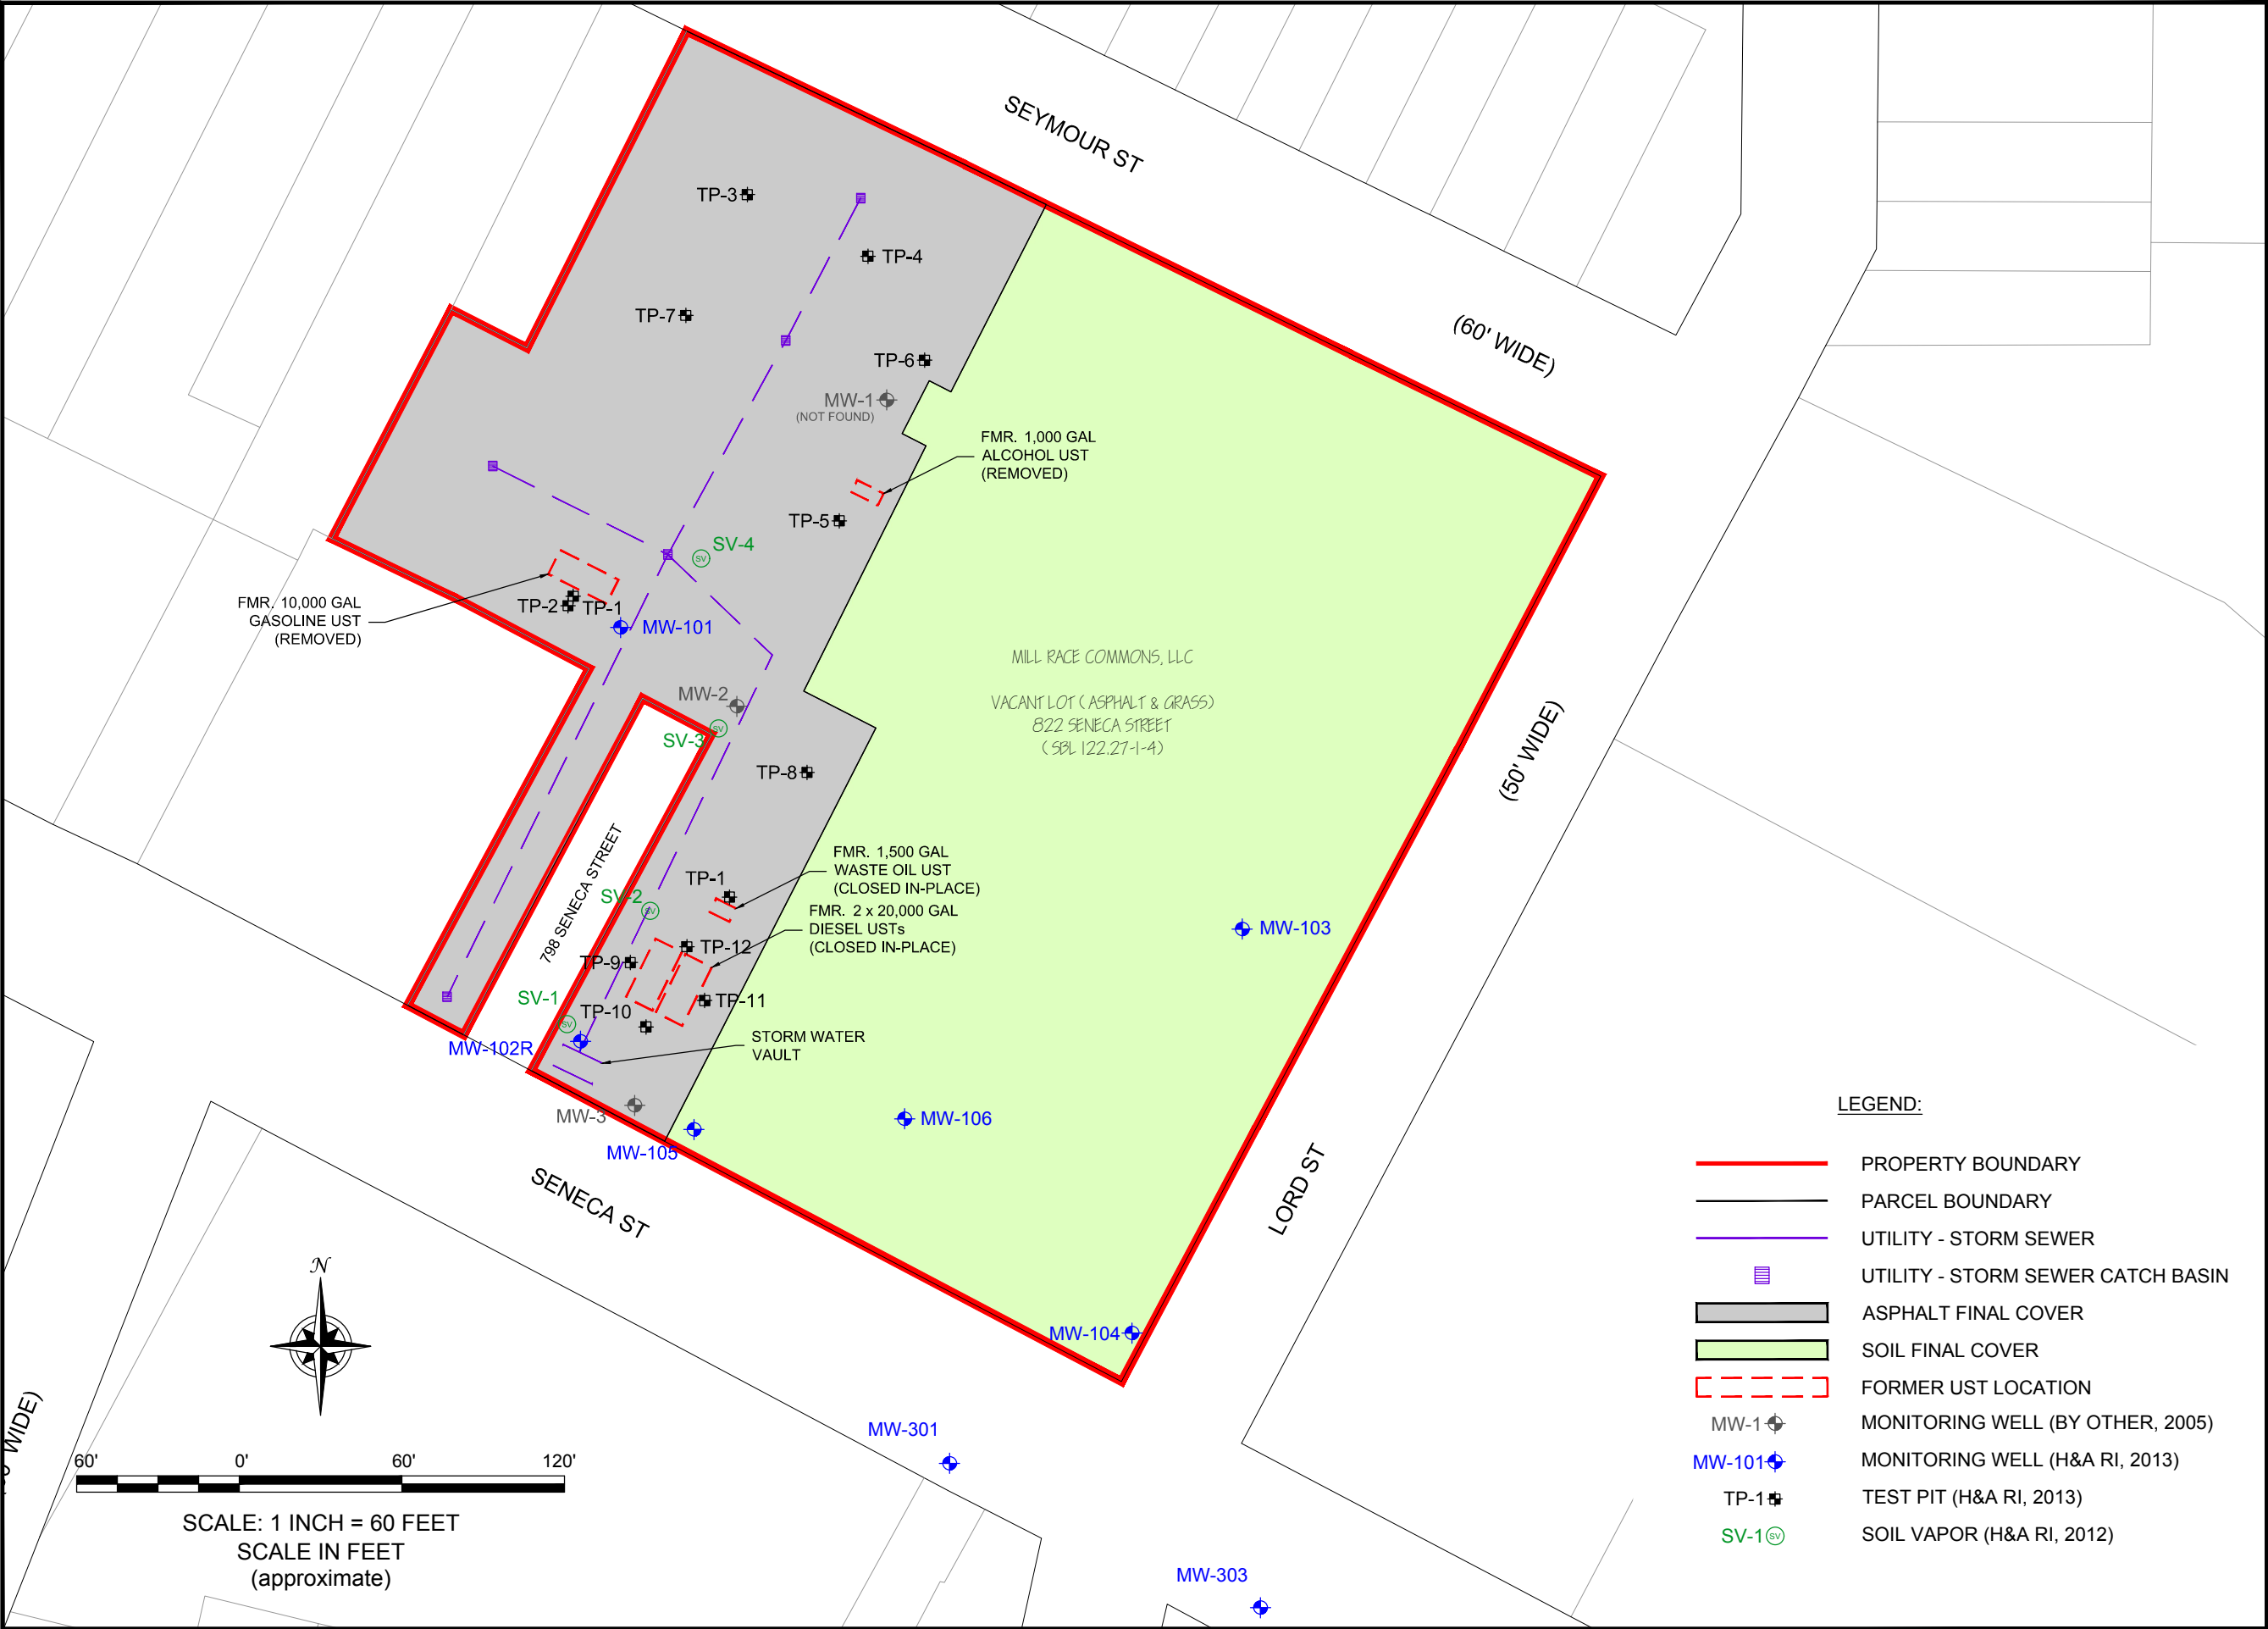 SEYMOUR ST
(60' WIDE)
TP-3
TP-4
TP-7
TP-6
MW-1
(NOT FOUND)
FMR. 1,000 GAL
ALCOHOL UST
(REMOVED)
TP-5
SV-4
SV
FMR. 10,000 GAL
GASOLINE UST
(REMOVED)
TP-2
TP-1
MW-101
MILL RACE COMMONS, LLC
VACANT LOT (ASPHALT & GRASS)
822 SENECA STREET
(SBL 122.27-1-4)
MW-2
SV
SV-3
TP-8
(50' WIDE)
798 SENECA STREET
FMR. 1,500 GAL
WASTE OIL UST
(CLOSED IN-PLACE)
TP-1
SV-2
SV
FMR. 2 x 20,000 GAL
DIESEL USTs
(CLOSED IN-PLACE)
MW-103
TP-12
TP-9
SV-1
SV
TP-11
TP-10
STORM WATER
VAULT
MW-102R
MW-3
MW-106
MW-105
SENECA ST
LORD ST
MW-104
MW-301
MW-303
N
WIDE)
60'
0'
60'
120'
SCALE: 1 INCH = 60 FEET
SCALE IN FEET
(approximate)
LEGEND:
PROPERTY BOUNDARY
PARCEL BOUNDARY
UTILITY - STORM SEWER
UTILITY - STORM SEWER CATCH BASIN
ASPHALT FINAL COVER
SOIL FINAL COVER
FORMER UST LOCATION
MW-1 MONITORING WELL (BY OTHER, 2005)
MW-101 MONITORING WELL (H&A RI, 2013)
TP-1 TEST PIT (H&A RI, 2013)
SV-1 SV SOIL VAPOR (H&A RI, 2012)